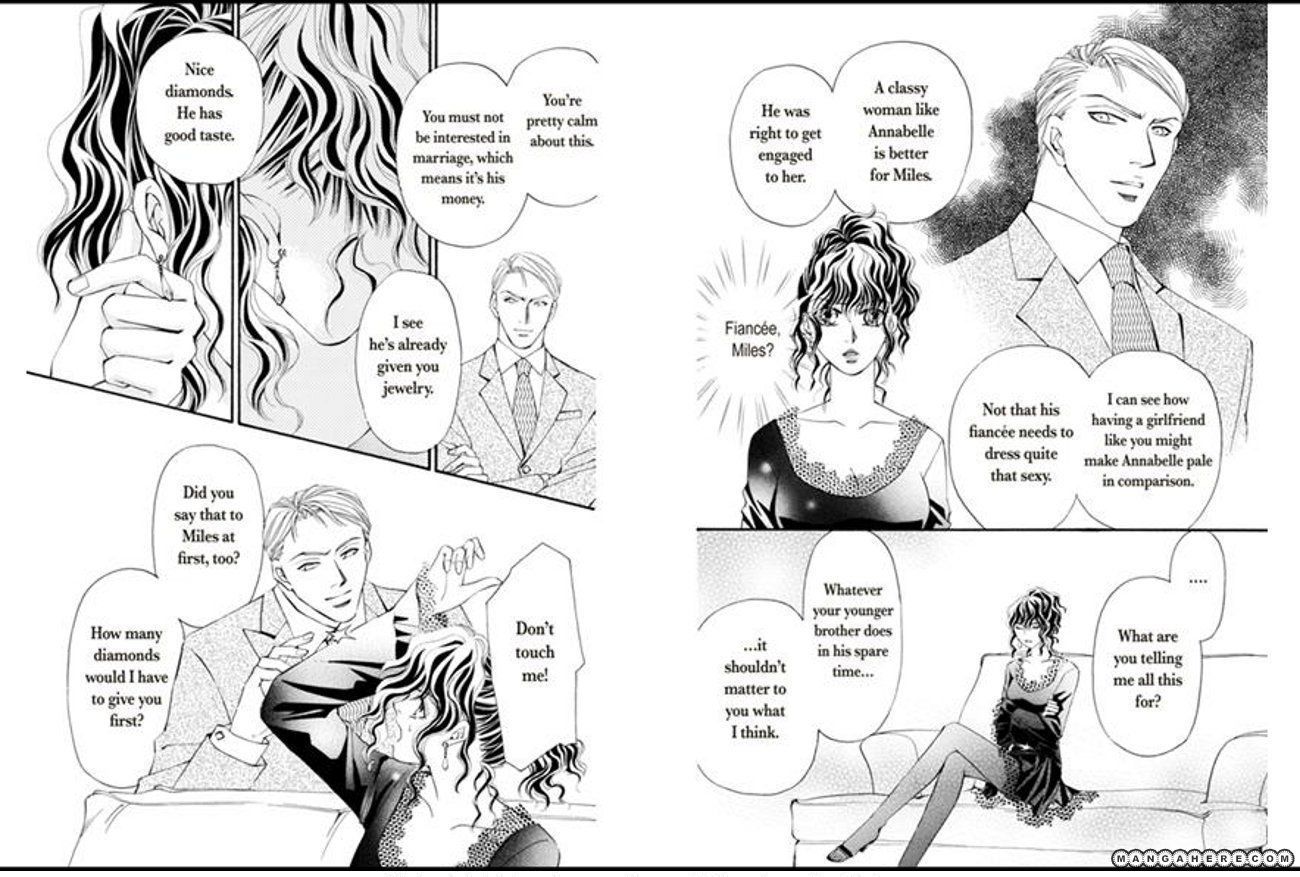 A classy
woman like
Annabelle
is better
for Miles.
He was
right to get
engaged
to her.
Fiancée,
Miles?
I can see how
having a girlfriend
like you might
make Annabelle pale
in comparison.
Not that his
fiancée needs to
dress quite
that sexy.
....
What are
you telling
me all this
for?
Whatever
your younger
brother does
in his spare
time...
...it
shouldn't
matter to
you what
I think.
You're
pretty calm
about this.
You must not
be interested in
marriage, which
means it's his
money.
I see
he's already
given you
jewelry.
Nice
diamonds.
He has
good taste.
Don't
touch
me!
Did you
say that to
Miles at
first, too?
How many
diamonds
would I have
to give you
first?
MANGAHERE.COM